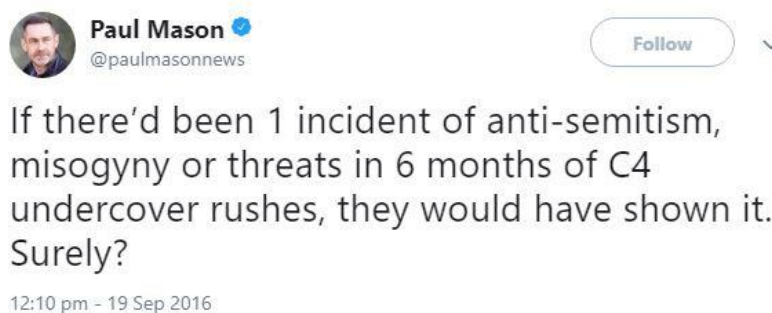 Paul Mason
@paulmasonnews
Follow
If there'd been 1 incident of anti-semitism,
misogyny or threats in 6 months of C4
undercover rushes, they would have shown it.
Surely?
12:10 pm - 19 Sep 2016